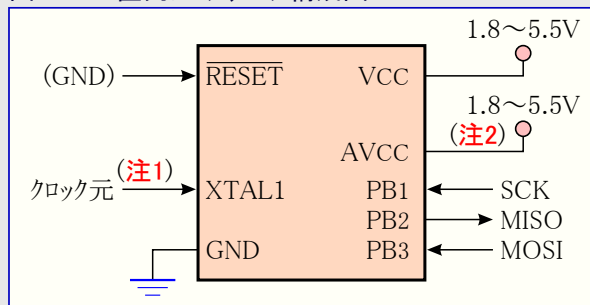 1.8～5.5V
(GND)
RESET
VCC
1.8～5.5V
(注2)
AVCC
クロック元
(注1)
XTAL1
PB1
SCK
PB2
MISO
GND
PB3
MOSI